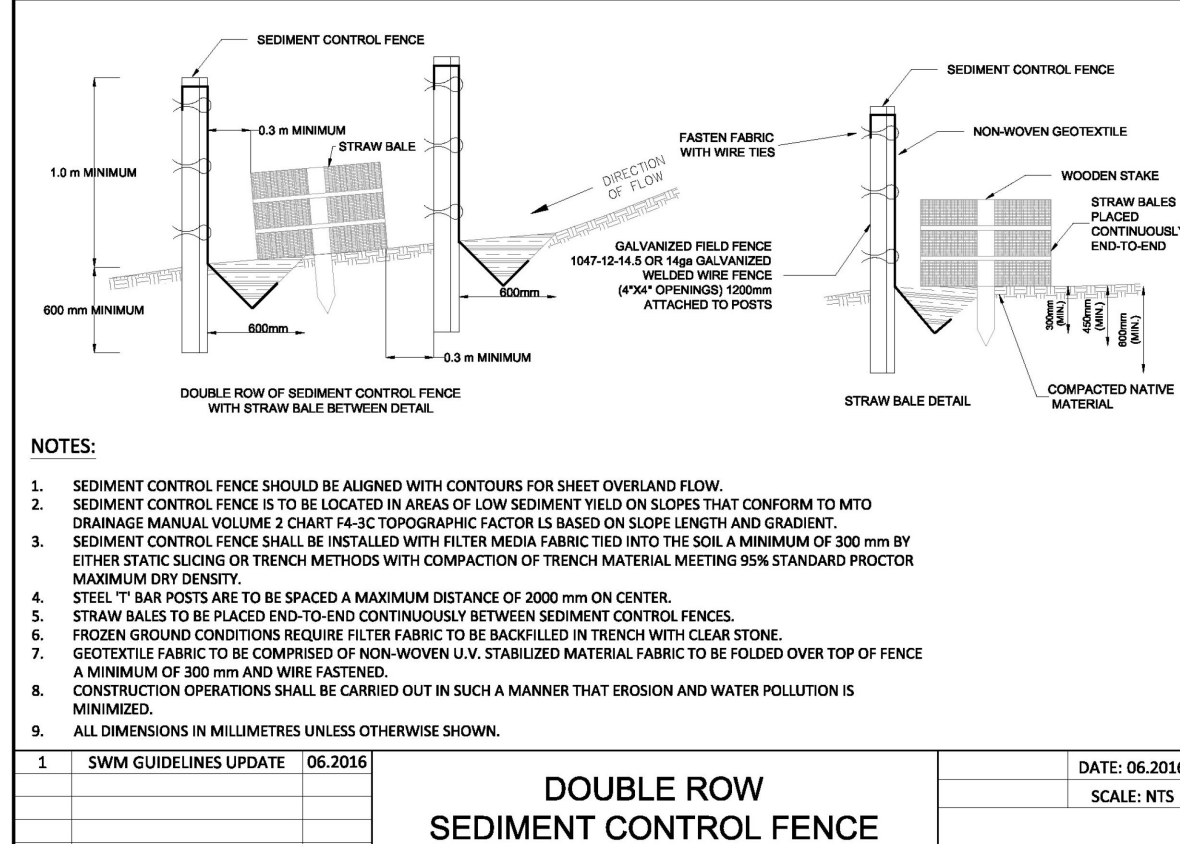 SEDIMENT CONTROL FENCE
0.3 m MINIMUM
STRAW BALE
1.0 m MINIMUM
DIRECTION
OF FLOW
600 mm MINIMUM
600mm
600mm
0.3 m MINIMUM
DOUBLE ROW OF SEDIMENT CONTROL FENCE
WITH STRAW BALE BETWEEN DETAIL
SEDIMENT CONTROL FENCE
FASTEN FABRIC
WITH WIRE TIES
NON-WOVEN GEOTEXTILE
WOODEN STAKE
STRAW BALES
PLACED
CONTINUOUSLY
END-TO-END
GALVANIZED FIELD FENCE
1047-12-14.5 OR 14ga GALVANIZED
WELDED WIRE FENCE
(4"X4" OPENINGS) 1200mm
ATTACHED TO POSTS
300mm
(MIN.)
450mm
(MIN.)
600mm
(MIN.)
COMPACTED NATIVE
MATERIAL
STRAW BALE DETAIL
NOTES:
1. SEDIMENT CONTROL FENCE SHOULD BE ALIGNED WITH CONTOURS FOR SHEET OVERLAND FLOW.
2. SEDIMENT CONTROL FENCE IS TO BE LOCATED IN AREAS OF LOW SEDIMENT YIELD ON SLOPES THAT CONFORM TO MTO
DRAINAGE MANUAL VOLUME 2 CHART F4-3C TOPOGRAPHIC FACTOR LS BASED ON SLOPE LENGTH AND GRADIENT.
3. SEDIMENT CONTROL FENCE SHALL BE INSTALLED WITH FILTER MEDIA FABRIC TIED INTO THE SOIL A MINIMUM OF 300 mm BY
EITHER STATIC SLICING OR TRENCH METHODS WITH COMPACTION OF TRENCH MATERIAL MEETING 95% STANDARD PROCTOR
MAXIMUM DRY DENSITY.
4. STEEL 'T' BAR POSTS ARE TO BE SPACED A MAXIMUM DISTANCE OF 2000 mm ON CENTER.
5. STRAW BALES TO BE PLACED END-TO-END CONTINUOUSLY BETWEEN SEDIMENT CONTROL FENCES.
6. FROZEN GROUND CONDITIONS REQUIRE FILTER FABRIC TO BE BACKFILLED IN TRENCH WITH CLEAR STONE.
7. GEOTEXTILE FABRIC TO BE COMPRISED OF NON-WOVEN U.V. STABILIZED MATERIAL FABRIC TO BE FOLDED OVER TOP OF FENCE
A MINIMUM OF 300 mm AND WIRE FASTENED.
8. CONSTRUCTION OPERATIONS SHALL BE CARRIED OUT IN SUCH A MANNER THAT EROSION AND WATER POLLUTION IS
MINIMIZED.
9. ALL DIMENSIONS IN MILLIMETRES UNLESS OTHERWISE SHOWN.
1 SWM GUIDELINES UPDATE 06.2016
DOUBLE ROW
SEDIMENT CONTROL FENCE
DATE: 06.2016
SCALE: NTS